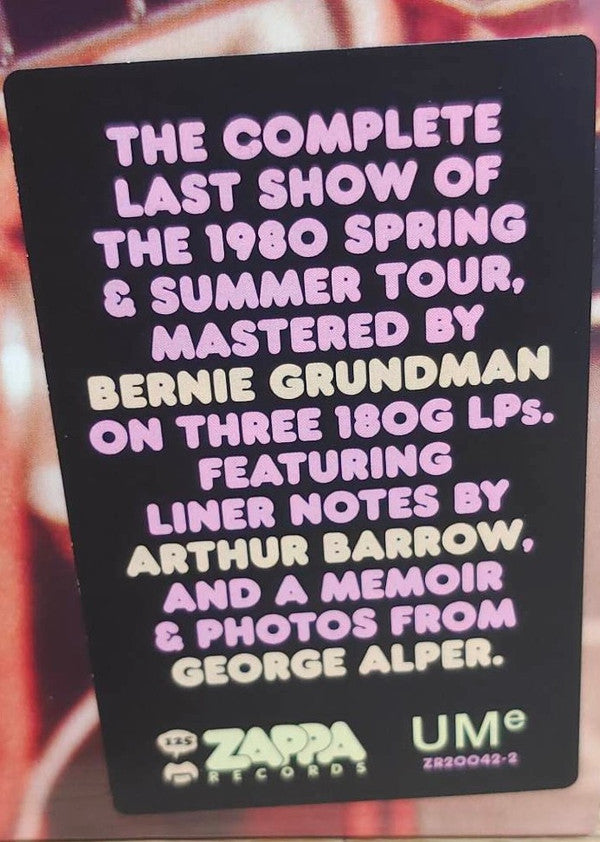 THE COMPLETE
LAST SHOW OF
THE 1980 SPRING
& SUMMER TOUR,
MASTERED BY
BERNIE GRUNDMAN
ON THREE 180G LPs.
FEATURING
LINER NOTES BY
ARTHUR BARROW,
AND A MEMOIR
& PHOTOS FROM
GEORGE ALPER.
125 ZAPPA
RECORDS
UMe
ZR20042-2